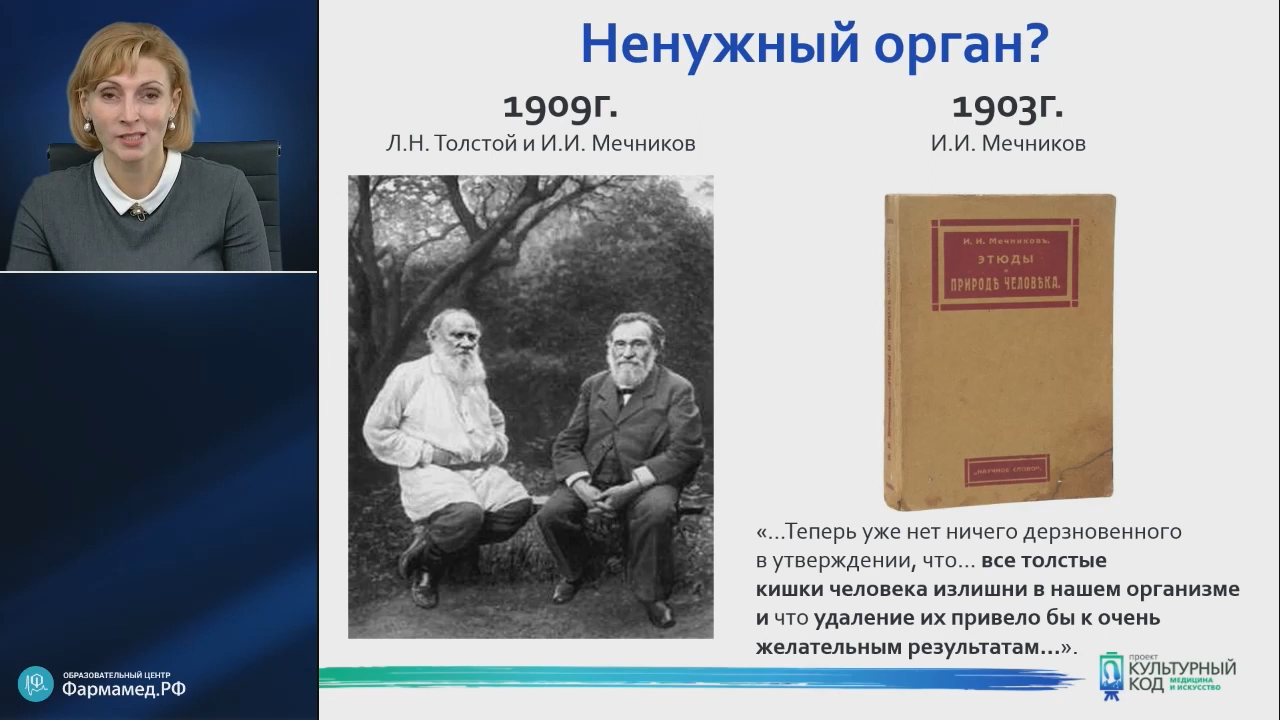 Ненужный орган?
1909г.
Л.Н. Толстой и И.И. Мечников
1903г.
И.И. Мечников
И. И. Мечниковъ.
ЭТЮДЫ
о
ПРИРОДѢ ЧЕЛОВѢКА.
„НАУЧНОЕ СЛОВО“.
«...Теперь уже нет ничего дерзновенного
в утверждении, что... все толстые
кишки человека излишни в нашем организме
и что удаление их привело бы к очень
желательным результатам...».
ОБРАЗОВАТЕЛЬНЫЙ ЦЕНТР
Фармамед.РФ
проект
КУЛЬТУРНЫЙ
КОД
МЕДИЦИНА
И ИСКУССТВО